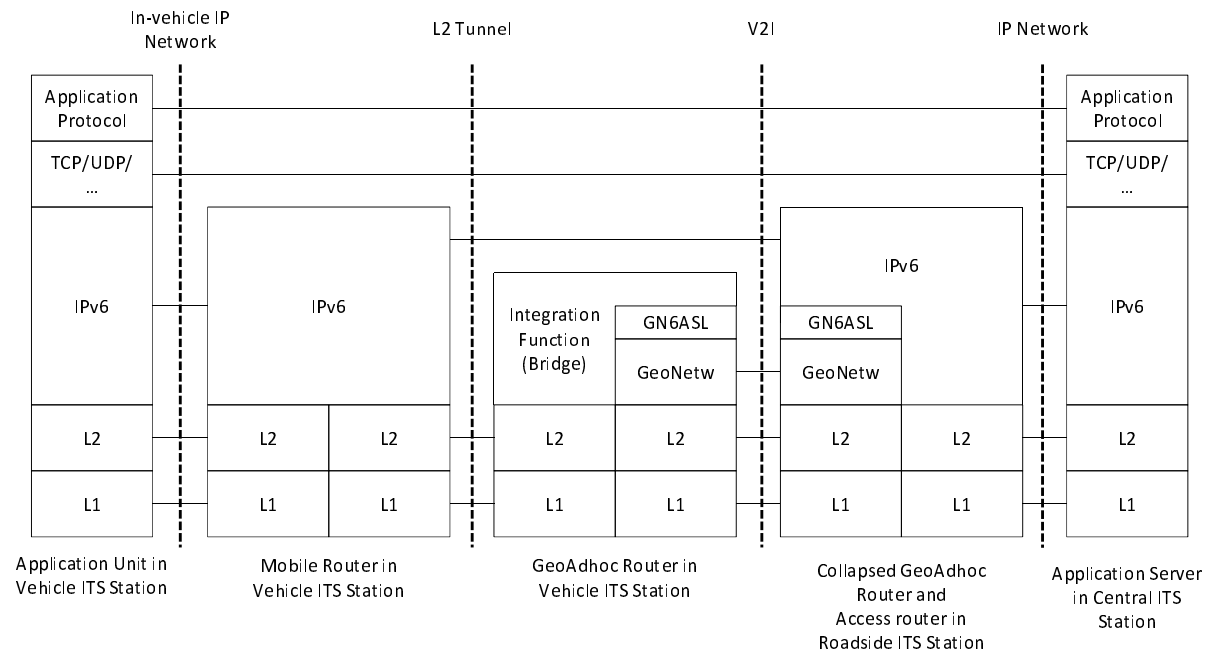 In-vehicle IP
Network
L2 Tunnel
V2I
IP Network
Application
Protocol
Application
Protocol
TCP/UDP/
...
TCP/UDP/
...
IPv6
IPv6
Integration
Function
(Bridge)
GN6ASL
GeoNetw
GN6ASL
GeoNetw
IPv6
IPv6
L2
L2
L2
L2
L2
L2
L2
L2
L1
L1
L1
L1
L1
L1
L1
L1
Application Unit in
Vehicle ITS Station
Mobile Router in
Vehicle ITS Station
GeoAdhoc Router in
Vehicle ITS Station
Collapsed GeoAdhoc
Router and
Access router in
Roadside ITS Station
Application Server
in Central ITS
Station